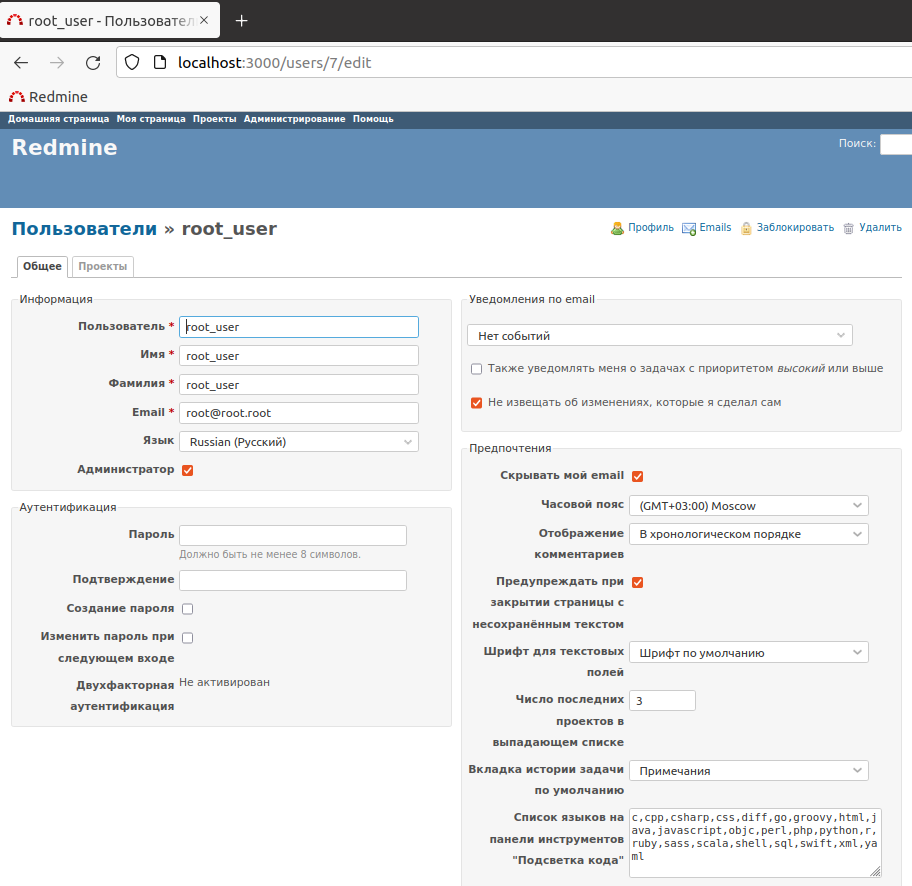 root_user - Пользовател
localhost:3000/users/7/edit
Redmine
Домашняя страница Моя страница Проекты Администрирование Помощь
Redmine
Поиск:
Пользователи » root_user
Профиль Emails Заблокировать Удалить
Общее Проекты
Информация
Пользователь * root_user
Имя * root_user
Фамилия * root_user
Email * root@root.root
Язык Russian (Русский)
Администратор
Аутентификация
Пароль
Должно быть не менее 8 символов.
Подтверждение
Создание пароля
Изменить пароль при
следующем входе
Двухфакторная Не активирован
аутентификация
Уведомления по email
Нет событий
Также уведомлять меня о задачах с приоритетом высокий или выше
Не извещать об изменениях, которые я сделал сам
Предпочтения
Скрывать мой email
Часовой пояс (GMT+03:00) Moscow
Отображение В хронологическом порядке
комментариев
Предупреждать при
закрытии страницы с
несохранённым текстом
Шрифт для текстовых Шрифт по умолчанию
полей
Число последних 3
проектов в
выпадающем списке
Вкладка истории задачи Примечания
по умолчанию
Список языков на
панели инструментов
"Подсветка кода"
c,cpp,csharp,css,diff,go,groovy,html,j
ava,javascript,objc,perl,php,python,r,
ruby,sass,scala,shell,sql,swift,xml,ya
ml